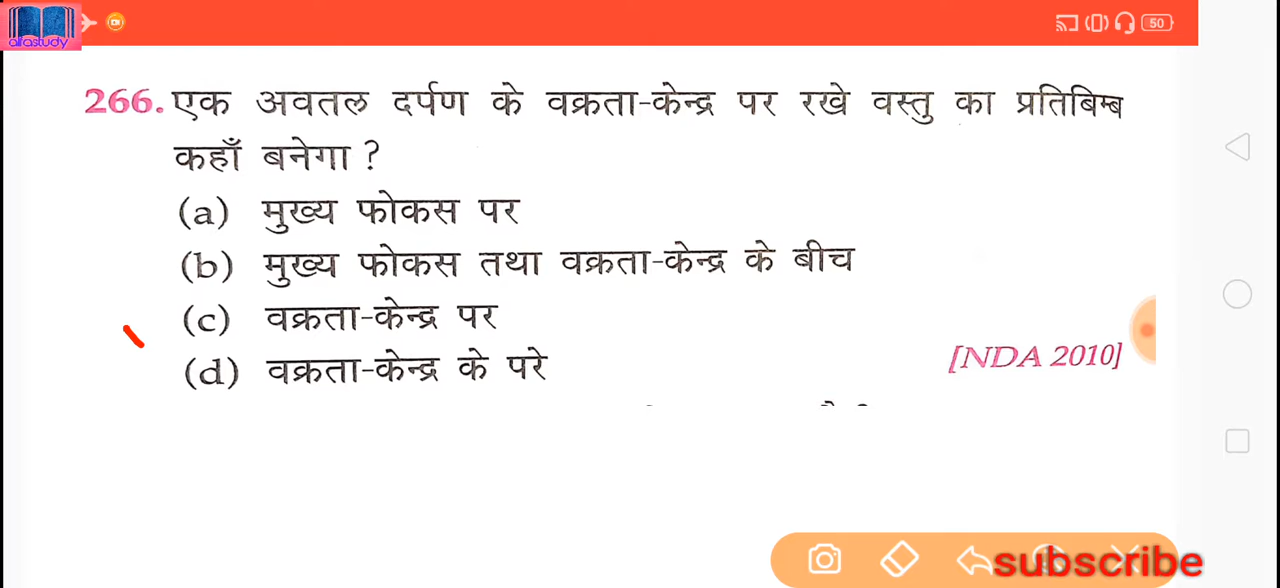 alfastudy
50
266. एक अवतल दर्पण के वक्रता-केन्द्र पर रखे वस्तु का प्रतिबिम्ब
कहाँ बनेगा ?
(a) मुख्य फोकस पर
(b) मुख्य फोकस तथा वक्रता-केन्द्र के बीच
(c) वक्रता-केन्द्र पर
(d) वक्रता-केन्द्र के परे
[NDA 2010]
subscribe